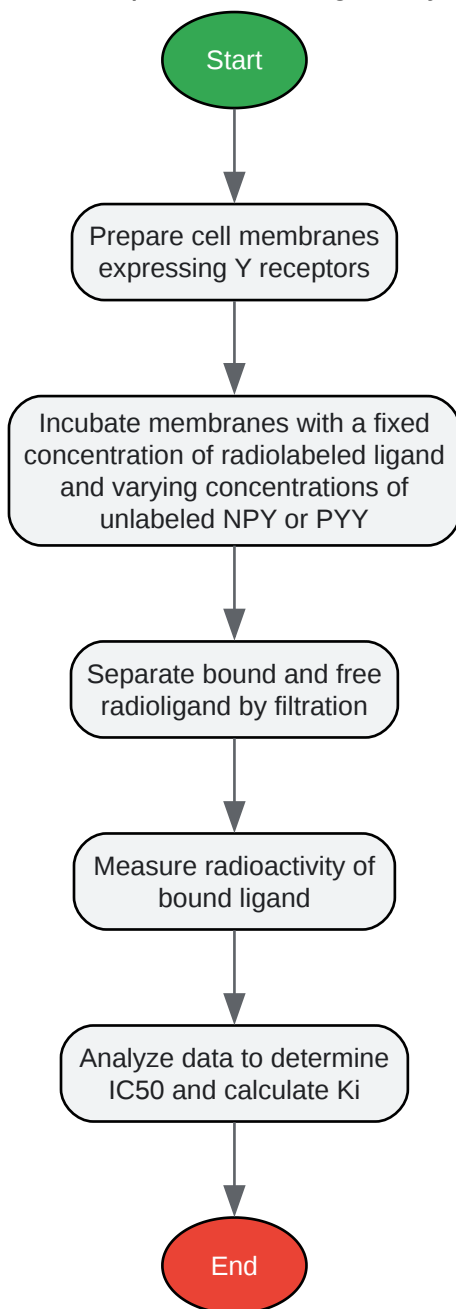 Start
Prepare cell membranes
expressing Y receptors
Incubate membranes with a fixed
concentration of radiolabeled ligand
and varying concentrations of
unlabeled NPY or PYY
Separate bound and free
radioligand by filtration
Measure radioactivity of
bound ligand
Analyze data to determine
IC50 and calculate Ki
End